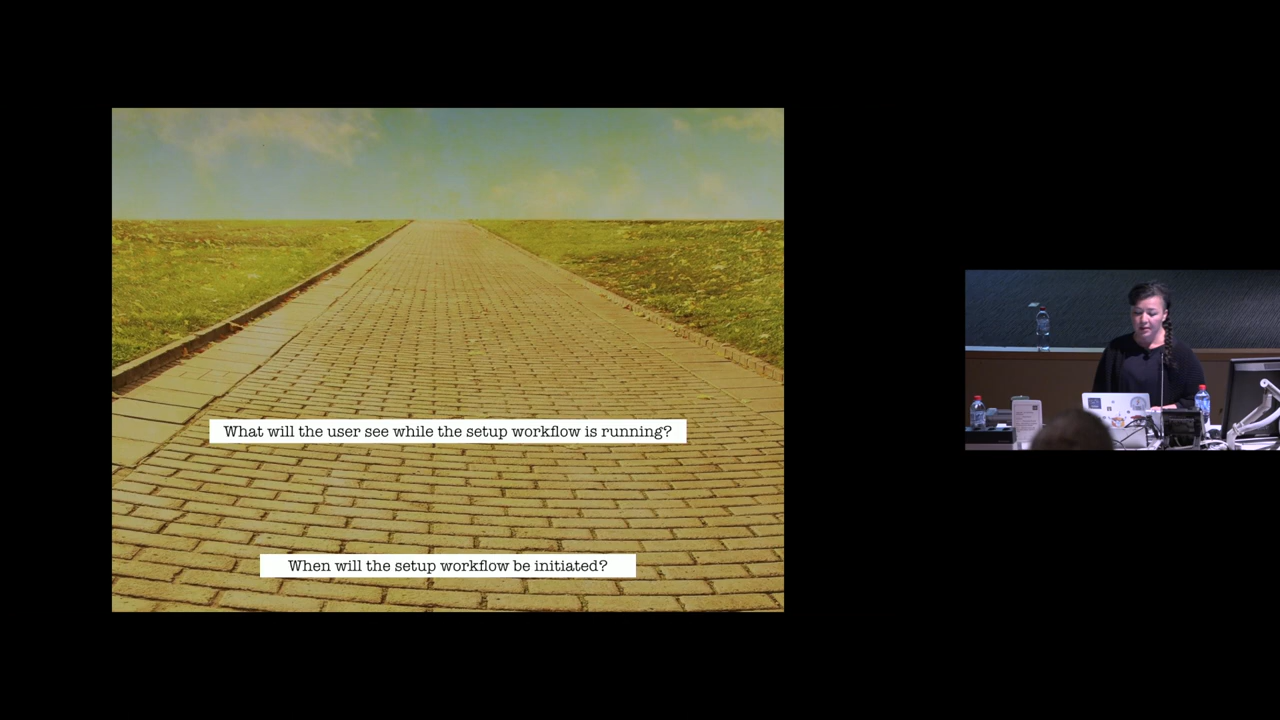 What will the user see while the setup workflow is running?
When will the setup workflow be initiated?